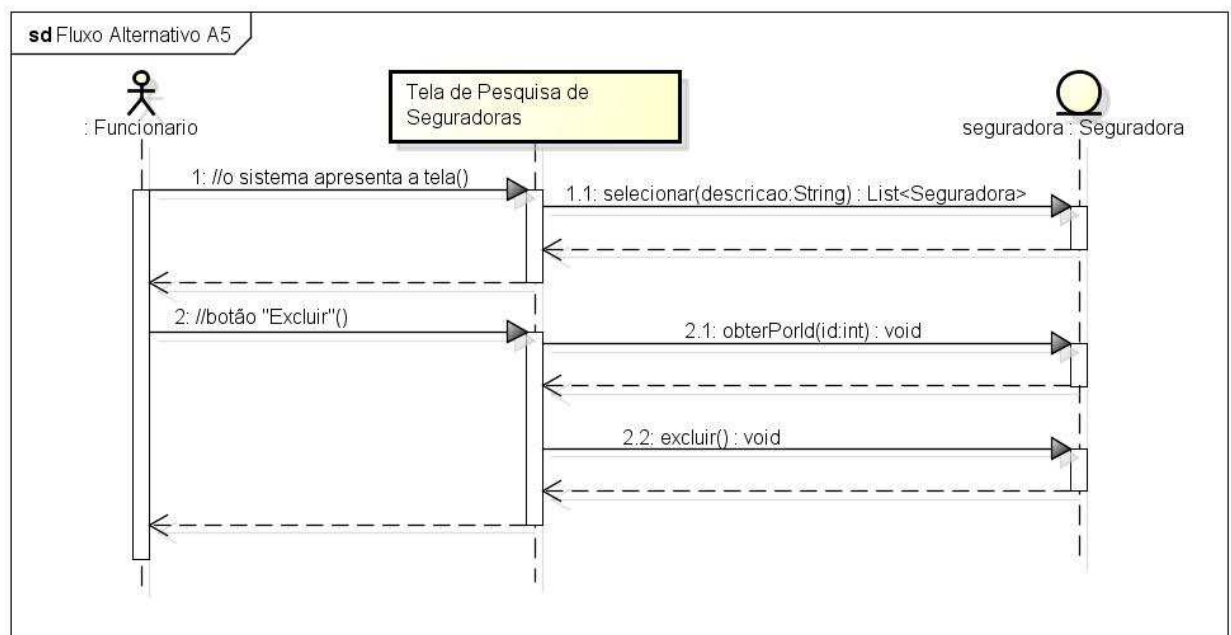 sd Fluxo Alternativo A5
: Funcionario
Tela de Pesquisa de
Seguradoras
seguradora : Seguradora
1: //o sistema apresenta a tela()
1.1: selecionar(descricao:String) : List<Seguradora>
2: //botão "Excluir"()
2.1: obterPorId(id:int) : void
2.2: excluir() : void